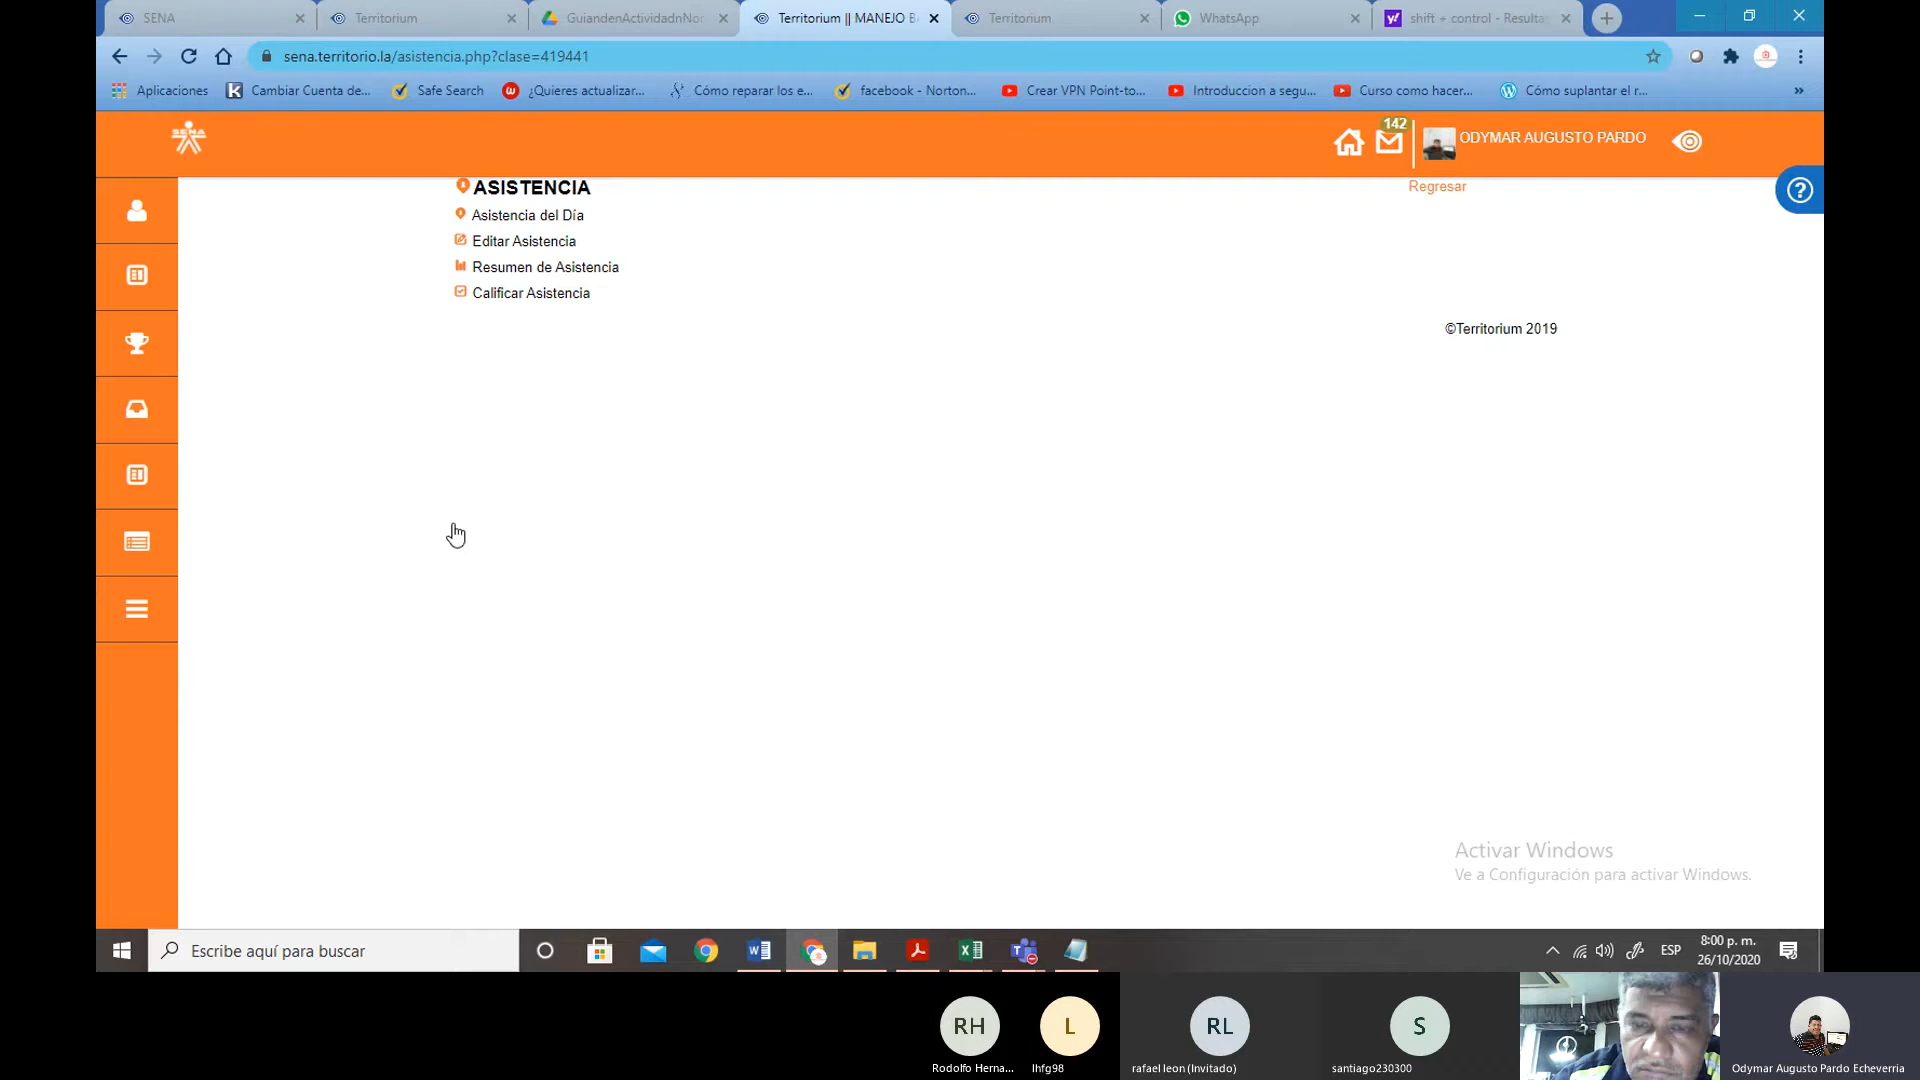 SENA
Territorium
GuiandenActividadnNor
Territorium || MANEJO B
Territorium
WhatsApp
shift + control - Resulta
sena.territorio.la/asistencia.php?clase=419441
Aplicaciones
Cambiar Cuenta de...
Safe Search
¿Quieres actualizar...
Cómo reparar los e...
facebook - Norton...
Crear VPN Point-to...
Introduccion a segu...
Curso como hacer...
Cómo suplantar el r...
»
SENA
142
ODYMAR AUGUSTO PARDO
ASISTENCIA
Regresar
Asistencia del Día
Editar Asistencia
Resumen de Asistencia
Calificar Asistencia
©Territorium 2019
Activar Windows
Ve a Configuración para activar Windows.
Escribe aquí para buscar
ESP
8:00 p. m.
26/10/2020
RH
L
RL
S
Rodolfo Herna...
lhfg98
rafael leon (Invitado)
santiago230300
Odymar Augusto Pardo Echeverria